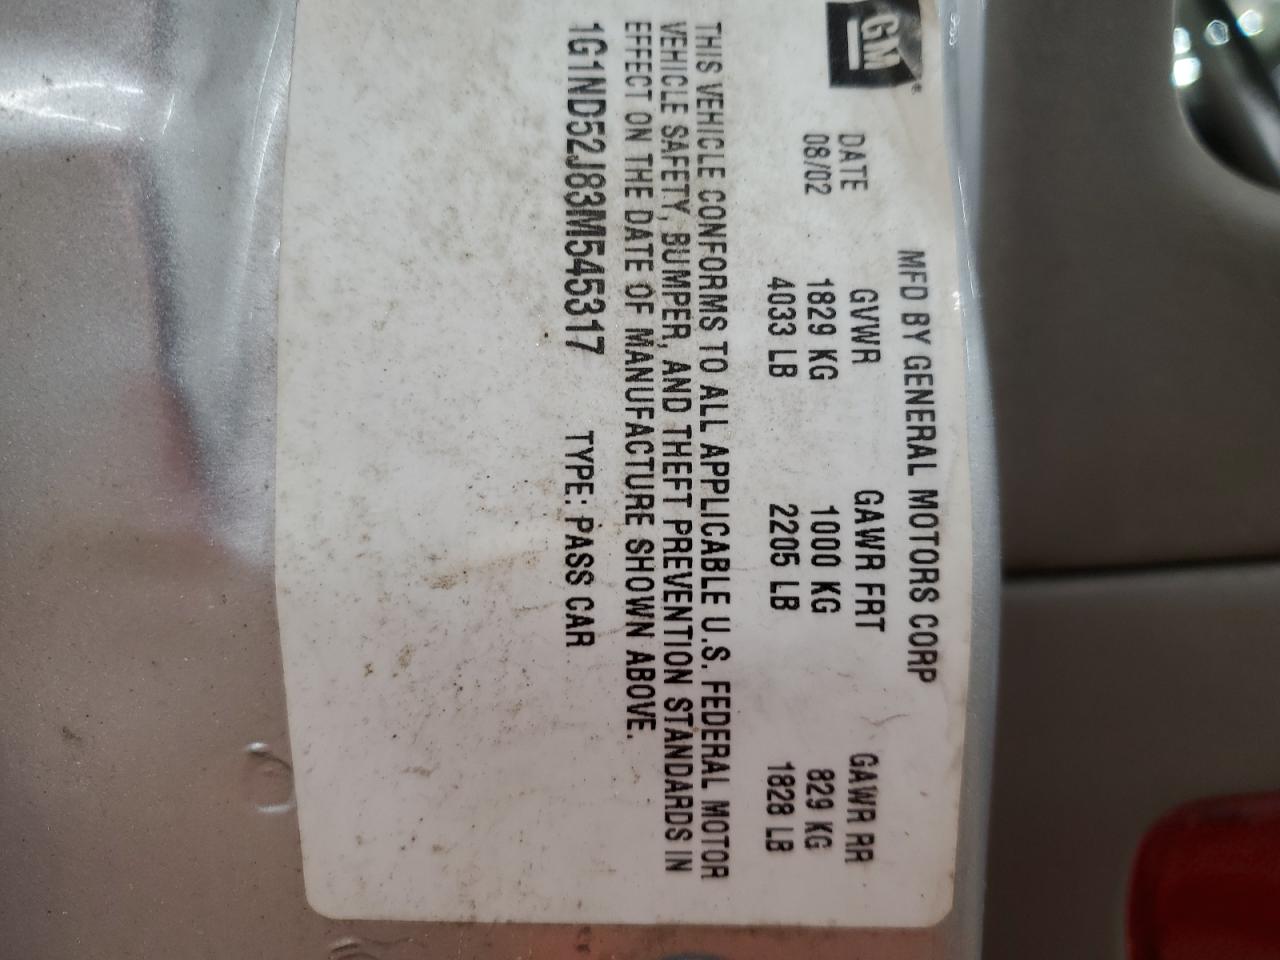 GM
MFD BY GENERAL MOTORS CORP
DATE GVWR GAWR FRT GAWR RR
08/02 1829 KG 1000 KG 829 KG
4033 LB 2205 LB 1828 LB
THIS VEHICLE CONFORMS TO ALL APPLICABLE U.S. FEDERAL MOTOR
VEHICLE SAFETY, BUMPER, AND THEFT PREVENTION STANDARDS IN
EFFECT ON THE DATE OF MANUFACTURE SHOWN ABOVE.
1G1ND52J83M545317 TYPE: PASS CAR